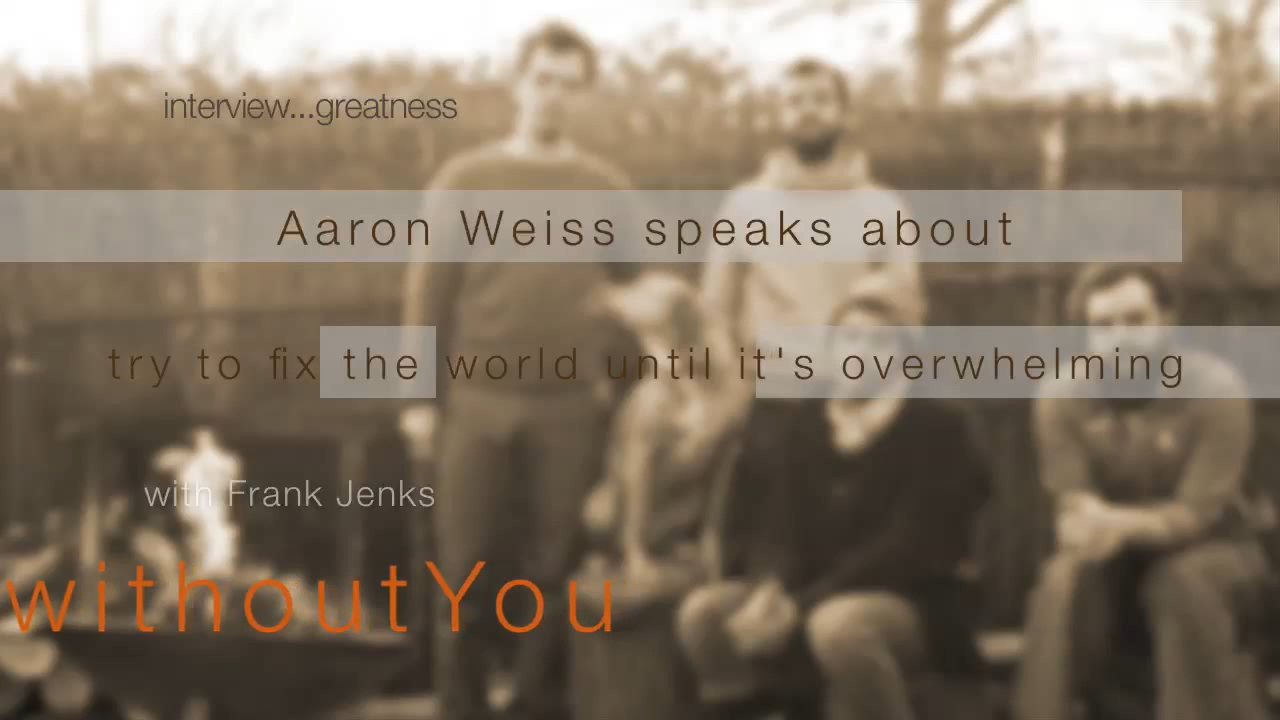 interview...greatness
Aaron Weiss speaks about
try to fix the world until it's overwhelming
with Frank Jenks
withoutYou